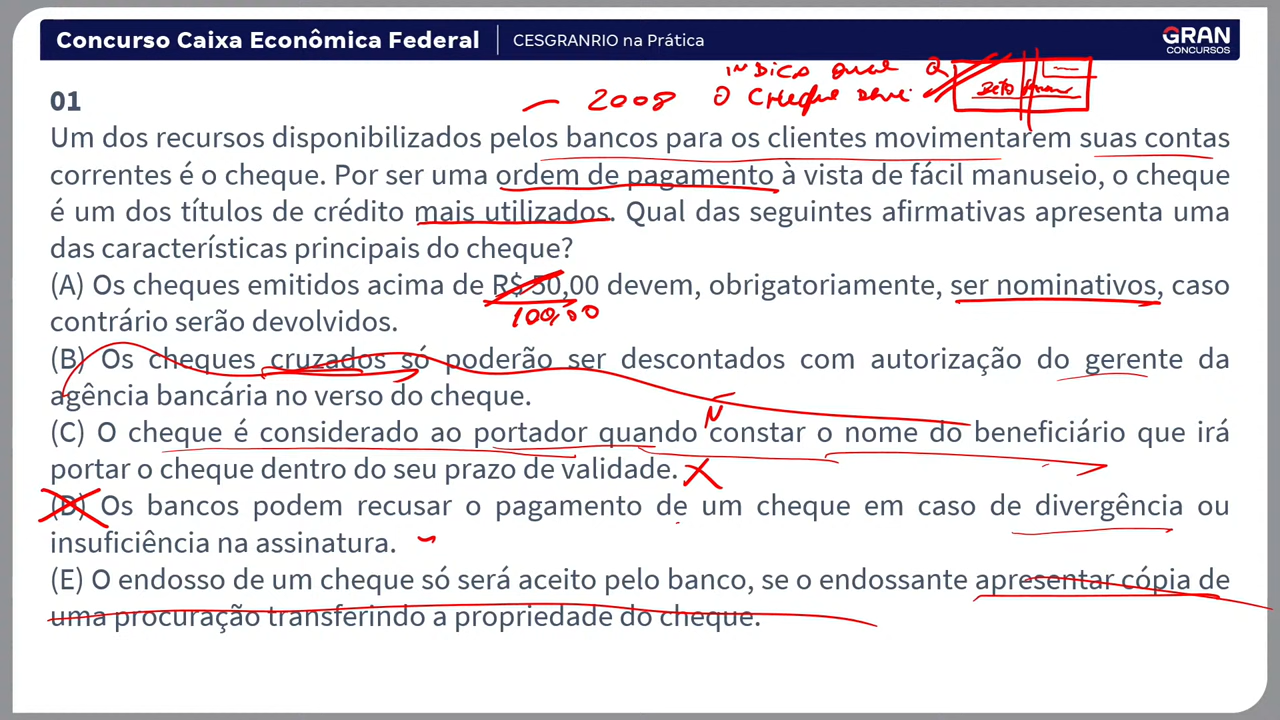 Concurso Caixa Econômica Federal | CESGRANRIO na Prática
GRAN
CONCURSOS
INDICA QUAL
2008 O CHEQUE
01
Um dos recursos disponibilizados pelos bancos para os clientes movimentarem suas contas
correntes é o cheque. Por ser uma ordem de pagamento à vista de fácil manuseio, o cheque
é um dos títulos de crédito mais utilizados. Qual das seguintes afirmativas apresenta uma
das características principais do cheque?
(A) Os cheques emitidos acima de R$ 50,00 devem, obrigatoriamente, ser nominativos, caso
100,00
contrário serão devolvidos.
(B) Os cheques cruzados só poderão ser descontados com autorização do gerente da
agência bancária no verso do cheque.
N
(C) O cheque é considerado ao portador quando constar o nome do beneficiário que irá
portar o cheque dentro do seu prazo de validade.
(D) Os bancos podem recusar o pagamento de um cheque em caso de divergência ou
insuficiência na assinatura.
(E) O endosso de um cheque só será aceito pelo banco, se o endossante apresentar cópia de
uma procuração transferindo a propriedade do cheque.